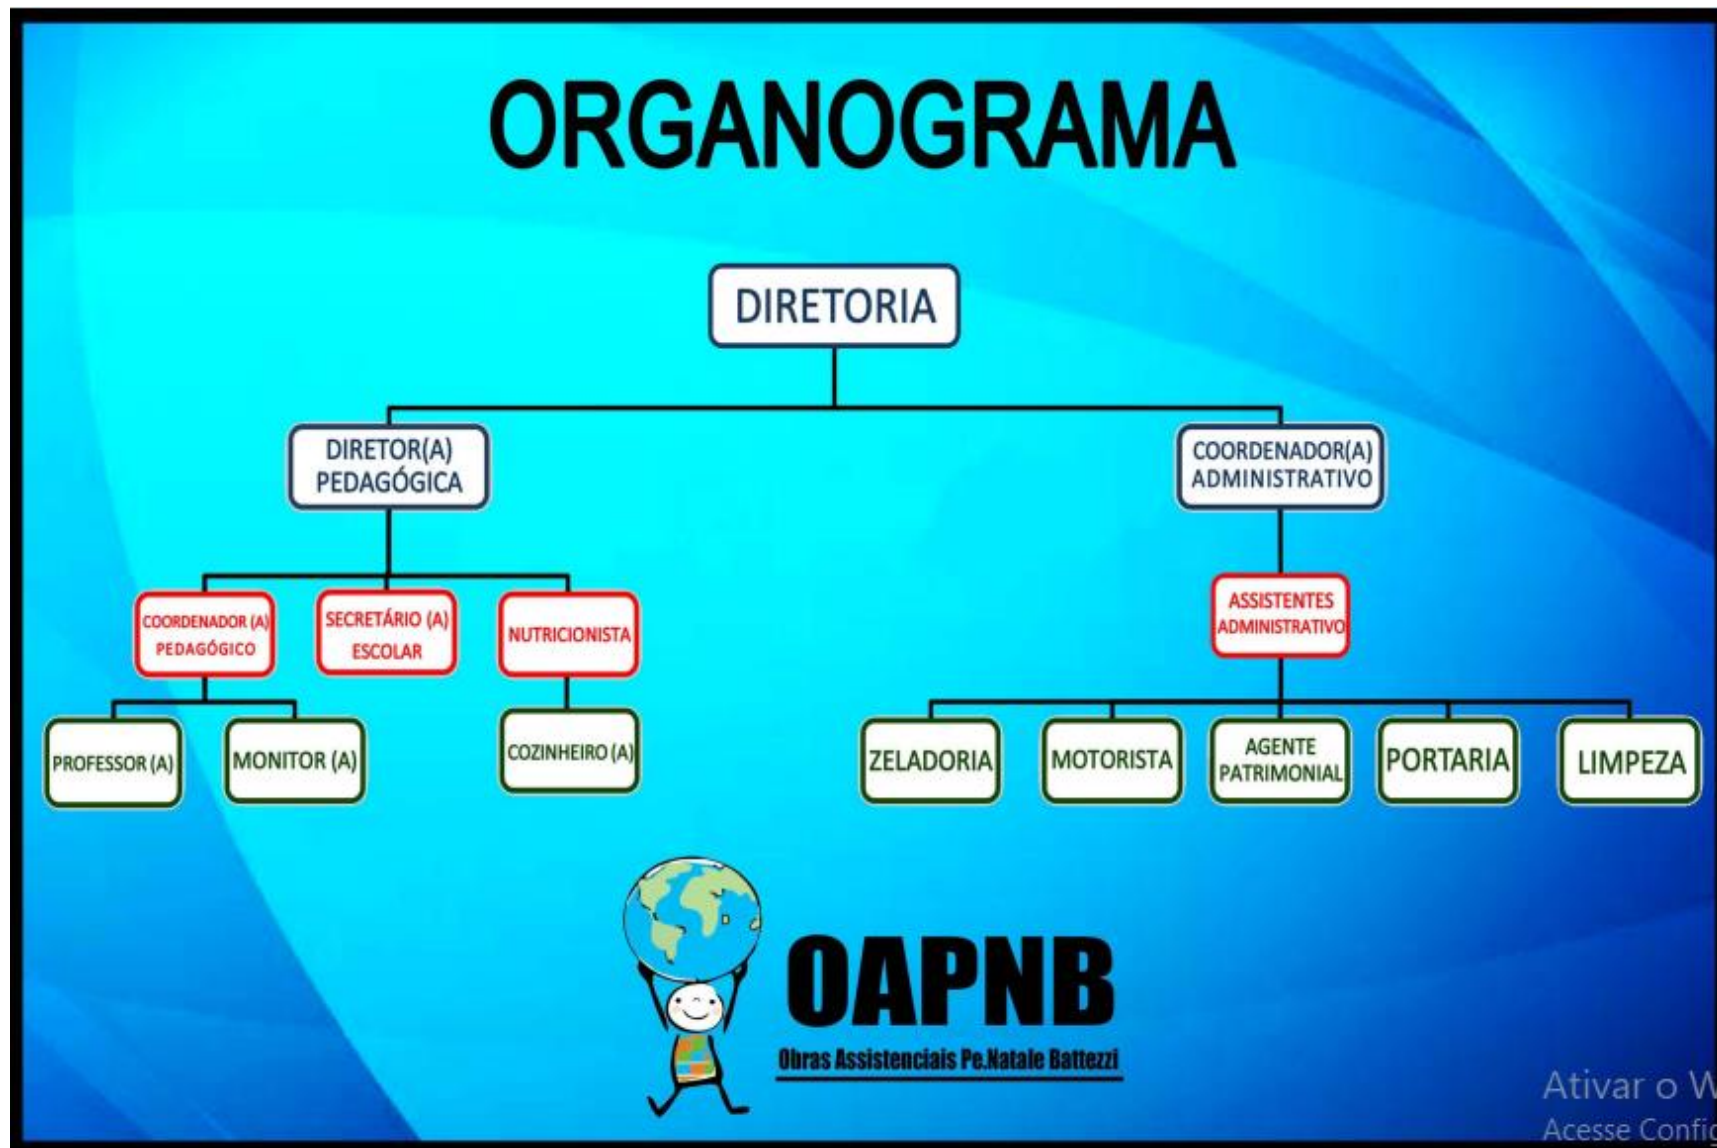 ORGANOGRAMA
DIRETORIA
DIRETOR(A)
PEDAGÓGICA
COORDENADOR(A)
ADMINISTRATIVO
COORDENADOR (A)
PEDAGÓGICO
SECRETÁRIO (A)
ESCOLAR
NUTRICIONISTA
ASSISTENTES
ADMINISTRATIVO
PROFESSOR (A)
MONITOR (A)
COZINHEIRO (A)
ZELADORIA
MOTORISTA
AGENTE
PATRIMONIAL
PORTARIA
LIMPEZA
OAPNB
Obras Assistenciais Pe.Natale Battezzi
Ativar o
Acesse